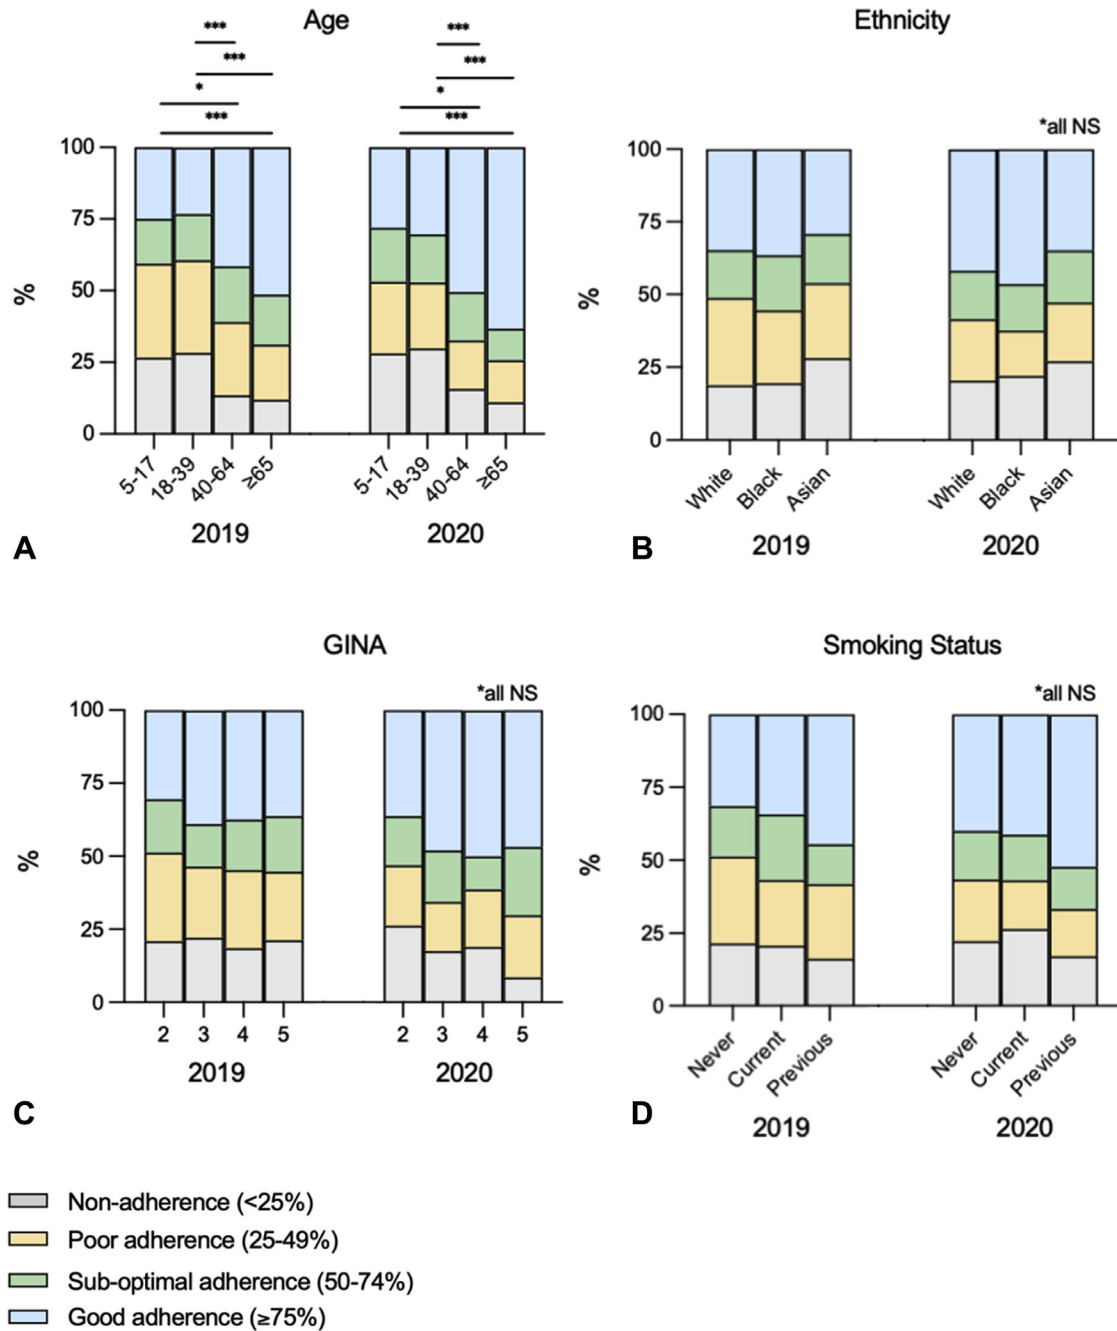 Age
***
***
*
***
***
***
*
***
%
100
75
50
25
0
5-17
18-39
40-64
≥65
5-17
18-39
40-64
≥65
2019
2020
A
Ethnicity
*all NS
%
100
75
50
25
0
White
Black
Asian
White
Black
Asian
2019
2020
B
GINA
*all NS
%
100
75
50
25
0
2
3
4
5
2
3
4
5
2019
2020
C
Smoking Status
*all NS
%
100
75
50
25
0
Never
Current
Previous
Never
Current
Previous
2019
2020
D
Non-adherence (<25%)
Poor adherence (25-49%)
Sub-optimal adherence (50-74%)
Good adherence (≥75%)